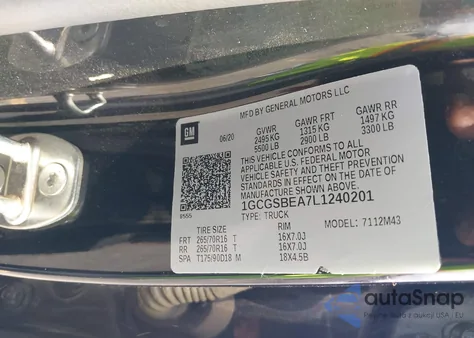 MFD BY GENERAL MOTORS LLC
GM 06/20 GVWR GAWR FRT GAWR RR
2495 KG 1315 KG 1497 KG
5500 LB 2900 LB 3300 LB
THIS VEHICLE CONFORMS TO ALL
APPLICABLE U.S. FEDERAL MOTOR
VEHICLE SAFETY AND THEFT PREVENTION
STANDARDS IN EFFECT ON THE DATE OF
MANUFACTURE SHOWN ABOVE.
1GCGSBEA7L1240201
TYPE: TRUCK MODEL: 7112M43
TIRE SIZE RIM
FRT 265/70R16 T 16X7.0J
RR 265/70R16 T 16X7.0J
SPA T175/90D18 M 18X4.5B
autoSnap